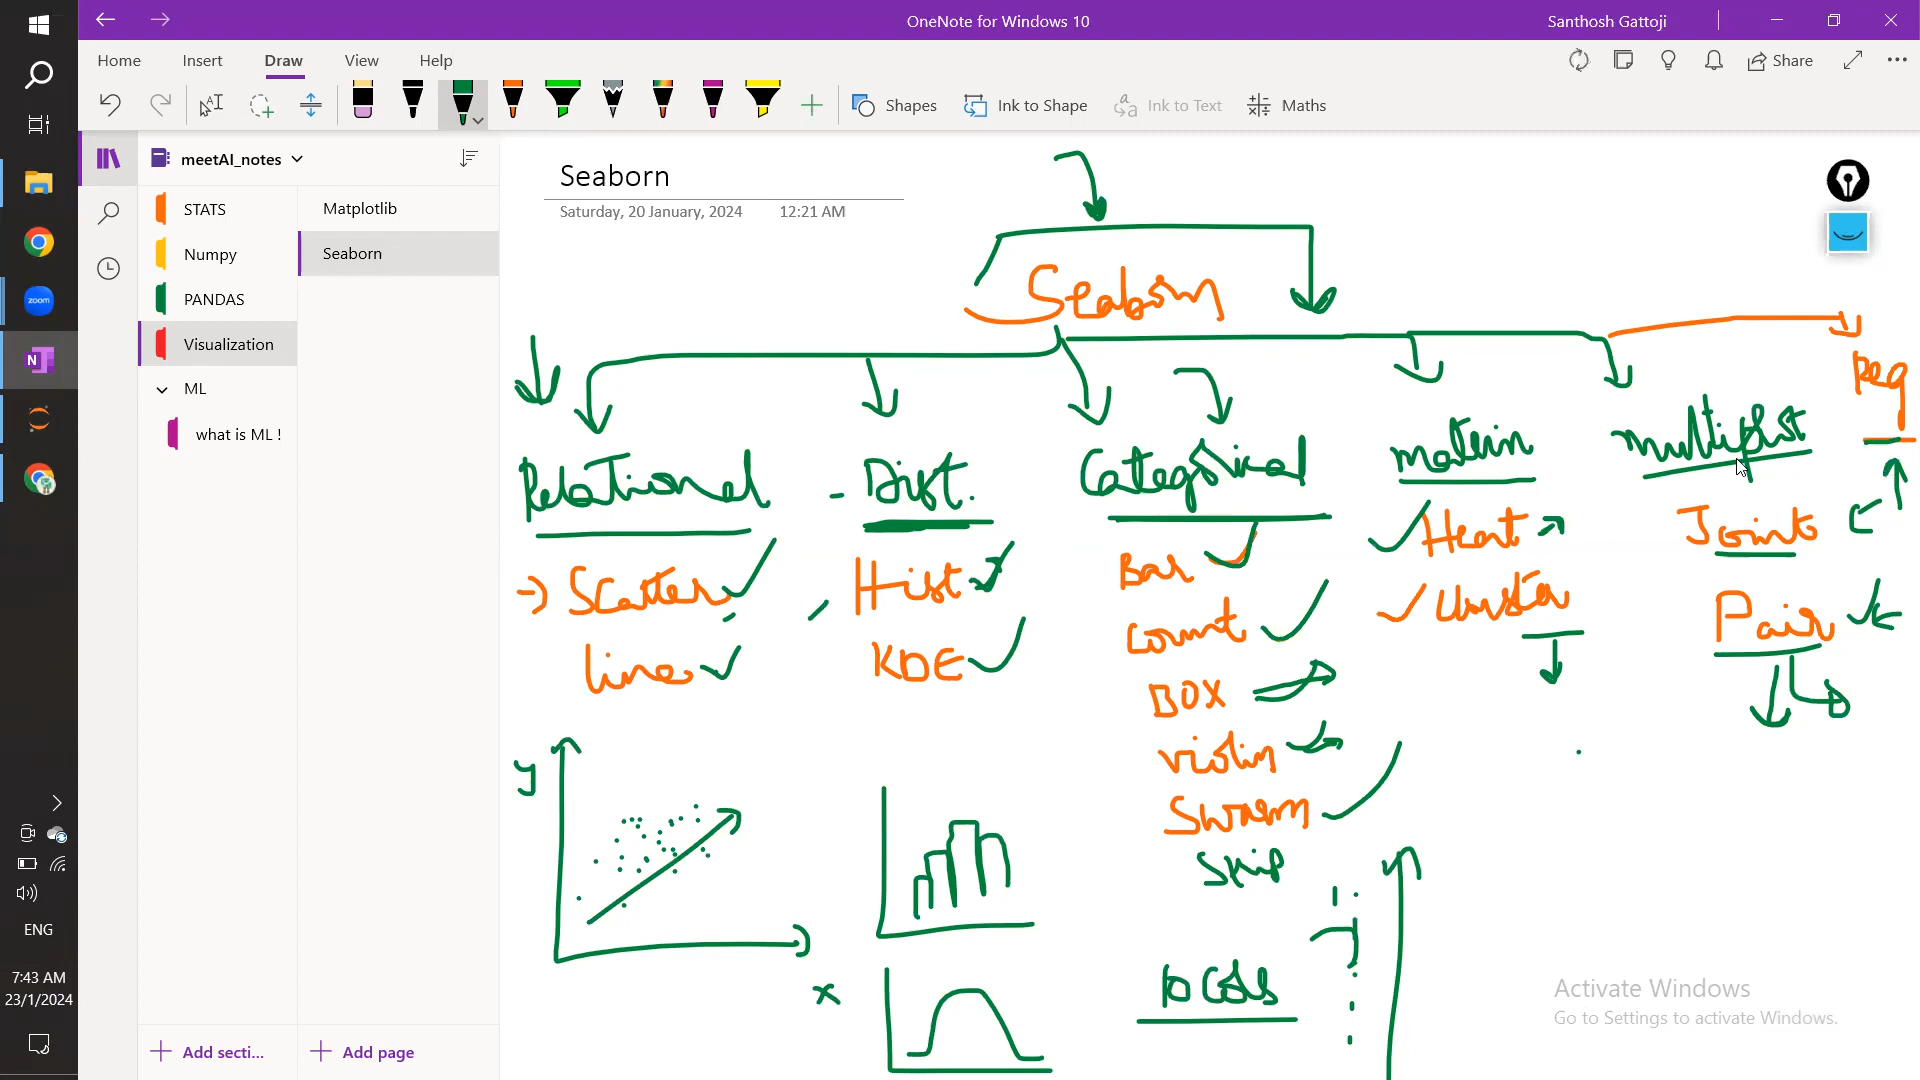 OneNote for Windows 10
Santhosh Gattoji
Home
Insert
Draw
View
Help
Share
Shapes
Ink to Shape
Ink to Text
Maths
meetAI_notes
STATS
Numpy
PANDAS
Visualization
ML
what is ML !
Matplotlib
Seaborn
Seaborn
Saturday, 20 January, 2024 12:21 AM
Seaborn
Reg
Relational
Dist.
Categorical
multiplot
Scatter
line
Hist
KDE
Bar
Count
BOX
violin
Swarm
Heat
Cluster
Joint
Pair
y
x
10 Cols
zoom
N
ENG
7:43 AM
23/1/2024
Add secti...
Add page
Activate Windows
Go to Settings to activate Windows.